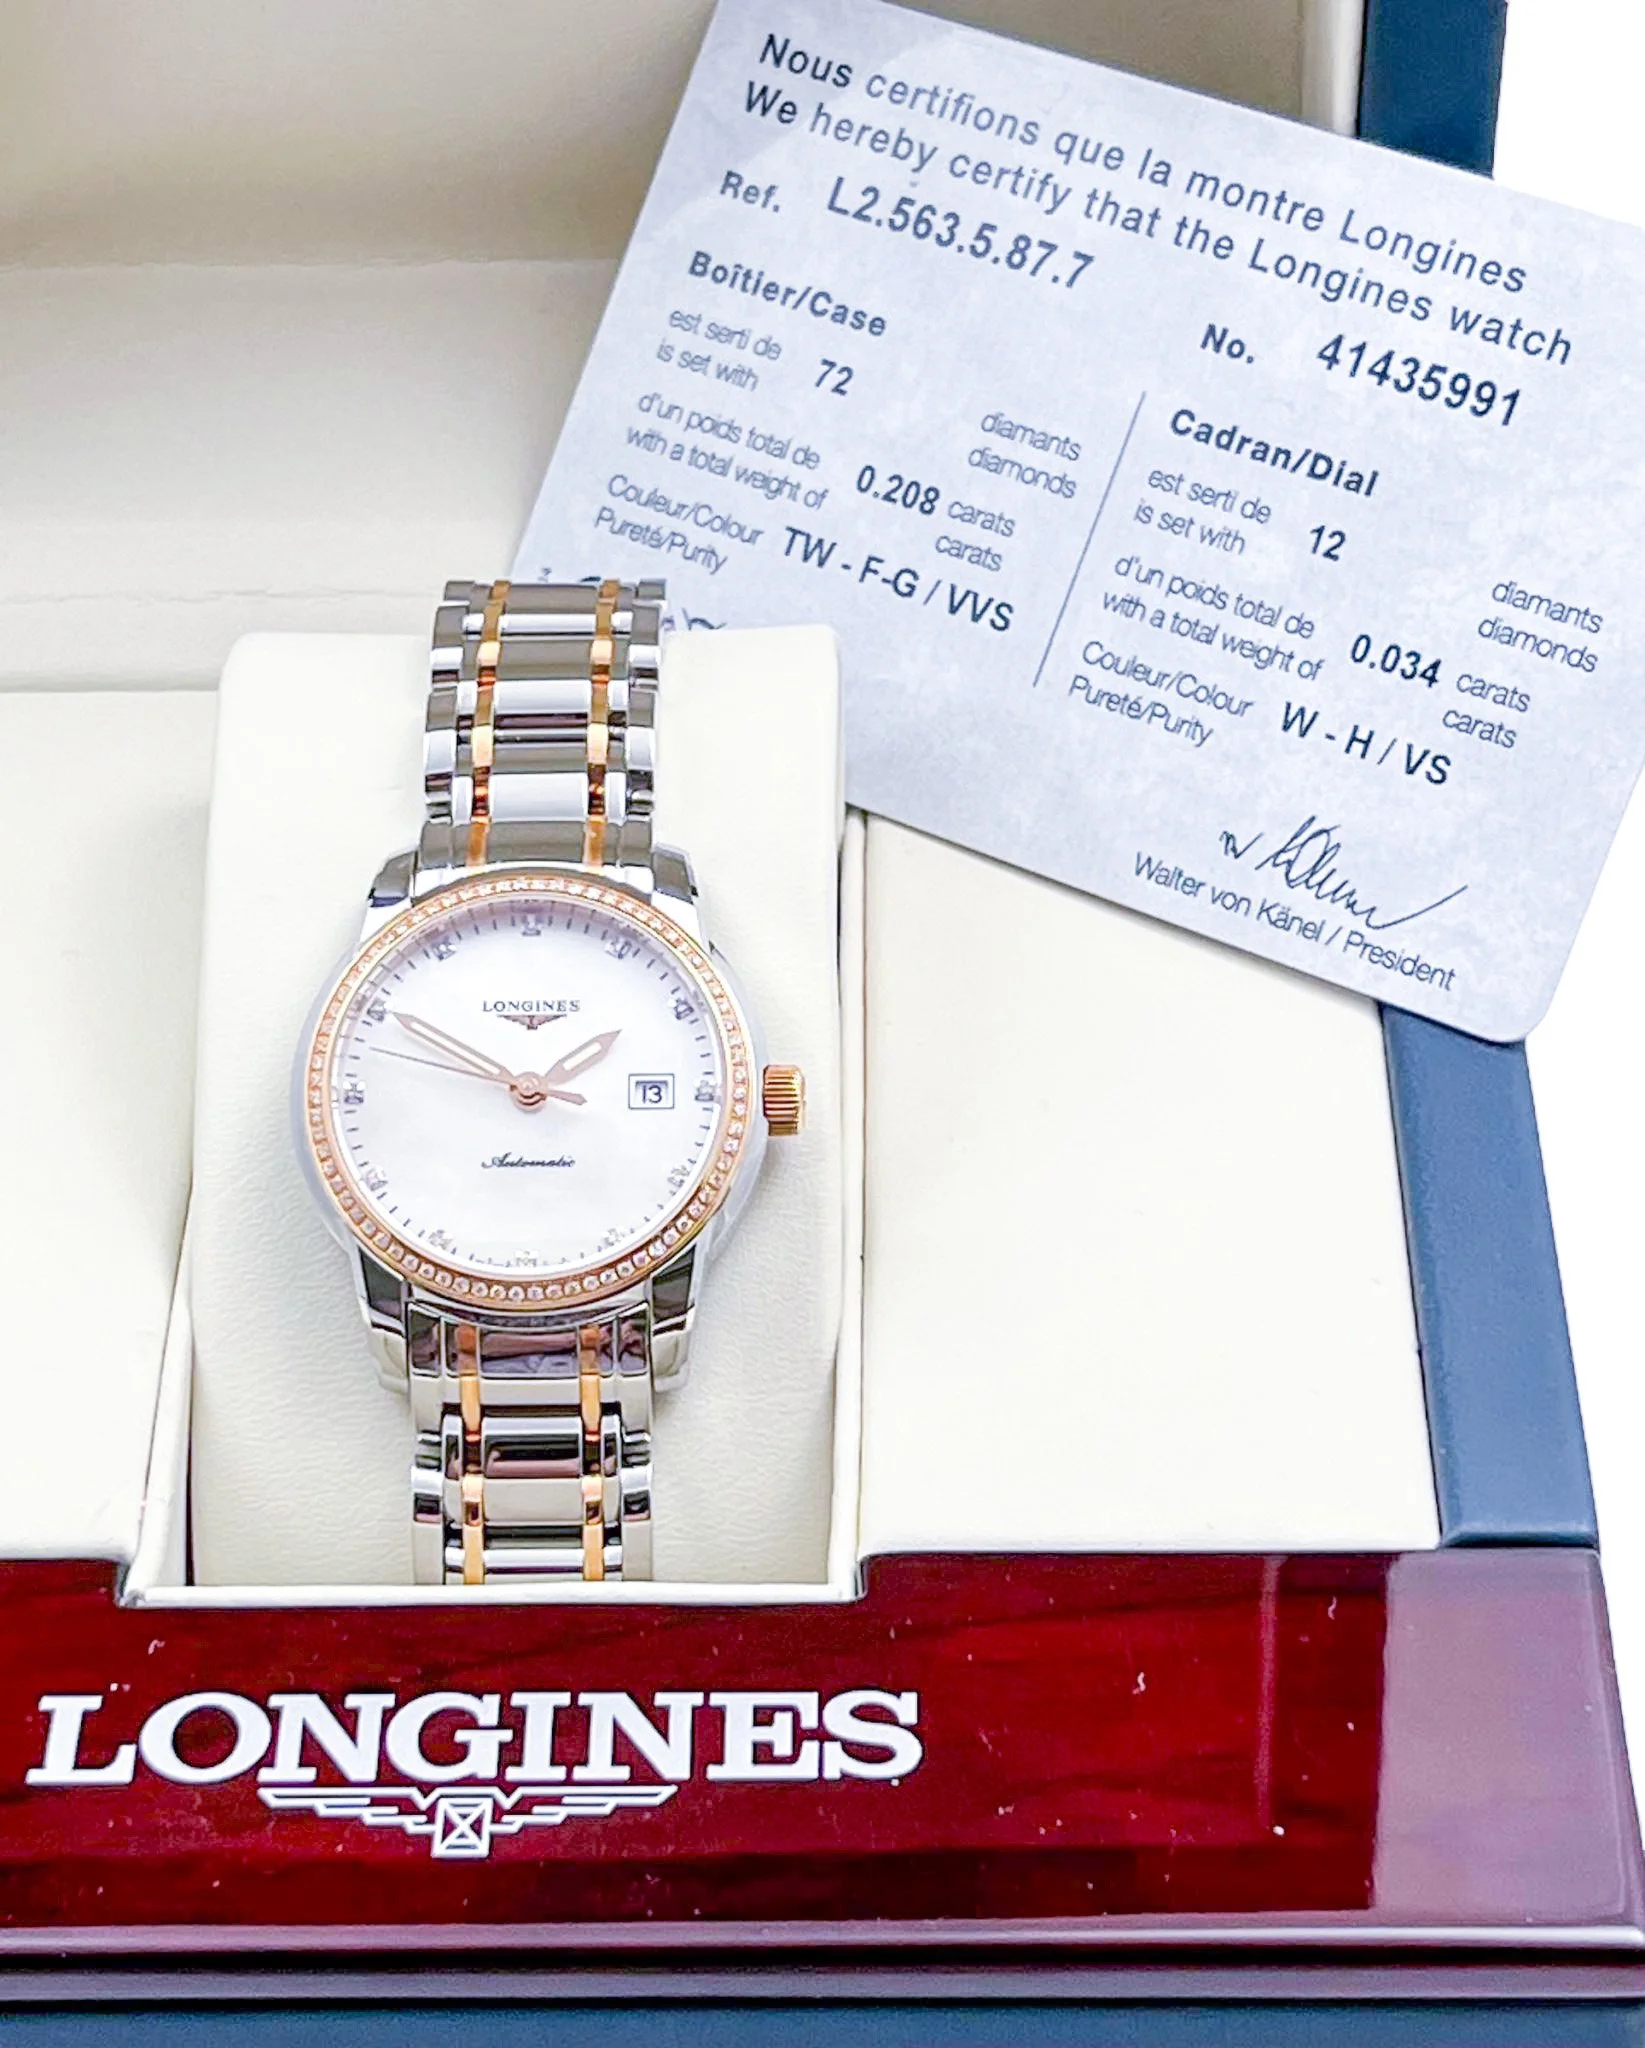 Nous certifions que la montre Longines
We hereby certify that the Longines watch
Ref. L2.563.5.87.7
No. 41435991
Boîtier/Case
est serti de
is set with
72
diamants
diamonds
d'un poids total de
with a total weight of
0.208
carats
carats
Couleur/Colour
Pureté/Purity
TW - F-G / VVS
Cadran/Dial
est serti de
is set with
12
diamants
diamonds
d'un poids total de
with a total weight of
0.034
carats
carats
Couleur/Colour
Pureté/Purity
W - H / VS
Walter von Känel / President
LONGINES
13
Automatic
LONGINES